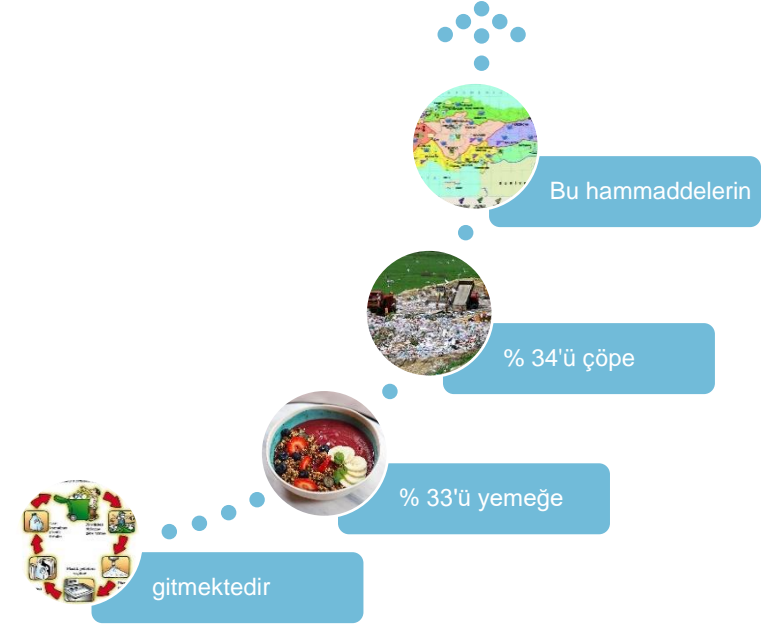 Bu hammaddelerin
% 34'ü çöpe
% 33'ü yemeğe
gitmektedir